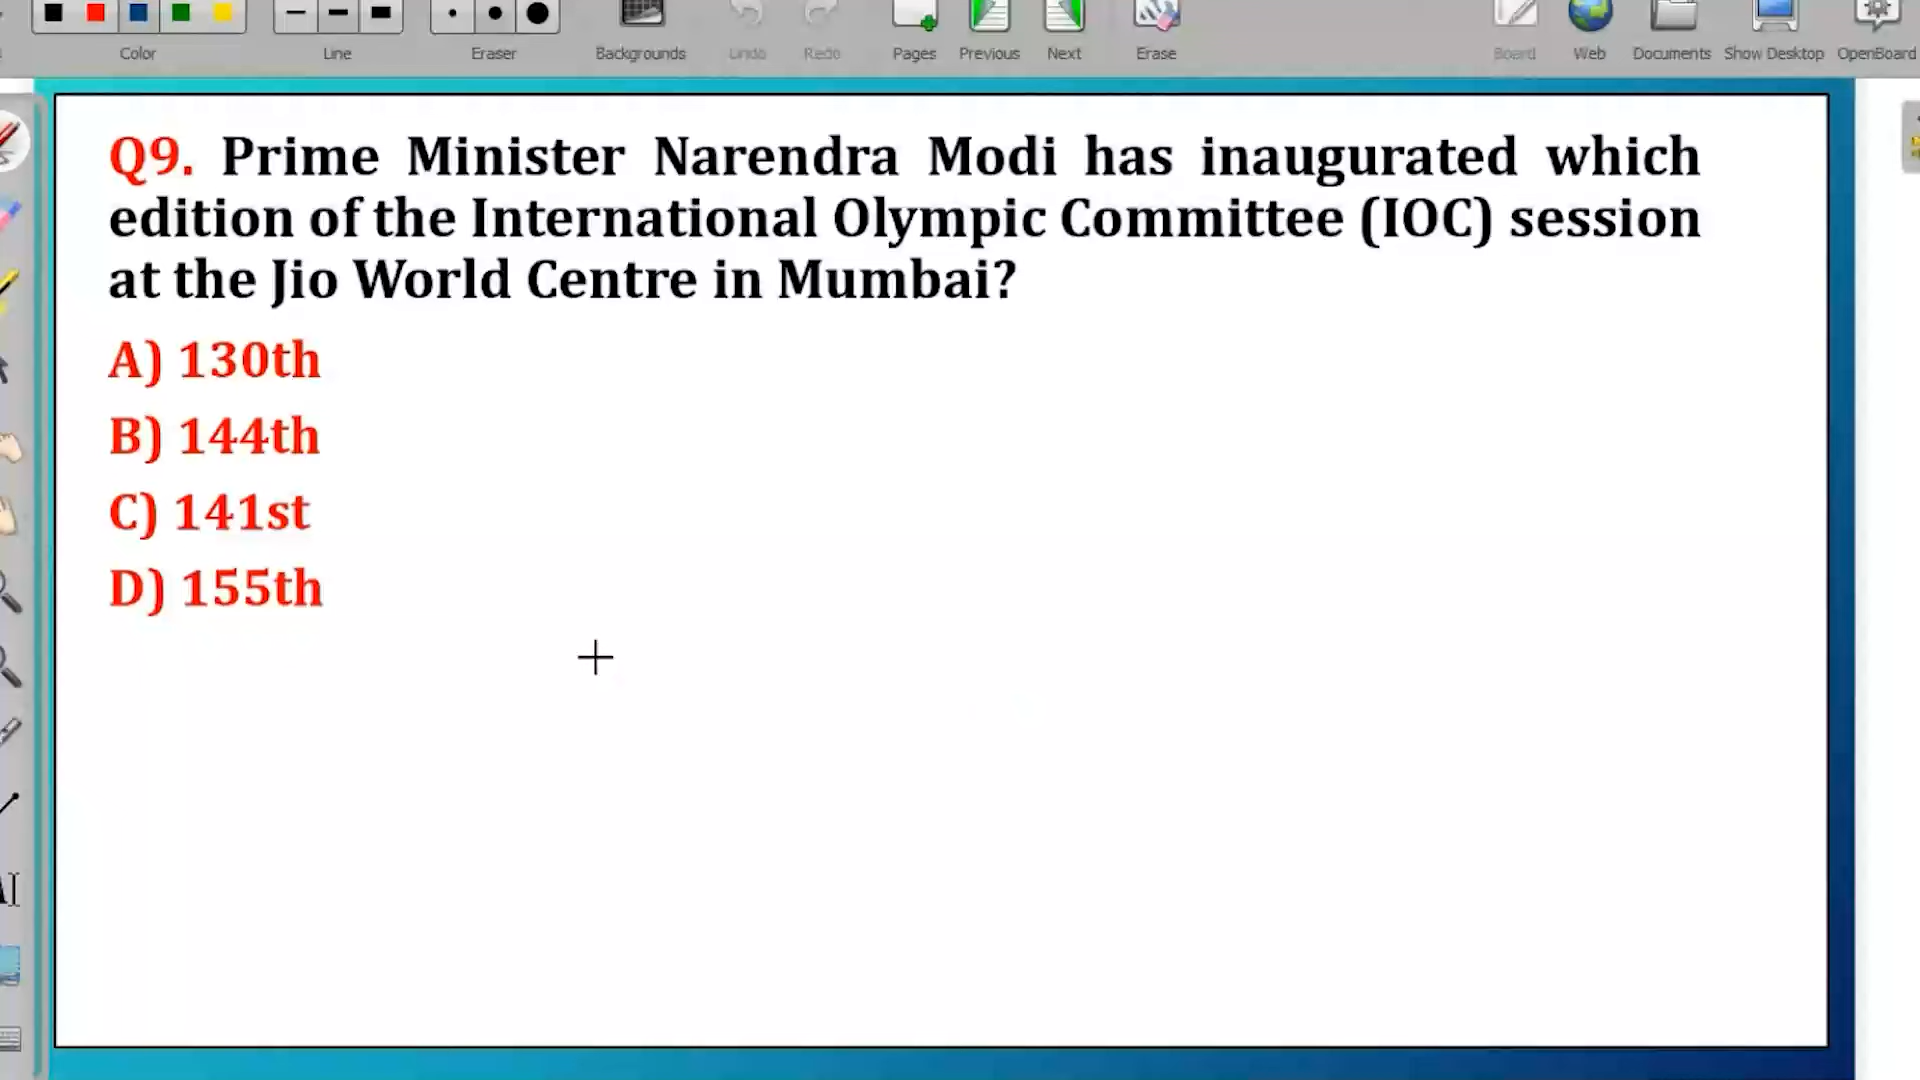 Color Line Eraser Backgrounds Undo Redo Pages Previous Next Erase Board Web Documents Show Desktop OpenBoard
Q9. Prime Minister Narendra Modi has inaugurated which
edition of the International Olympic Committee (IOC) session
at the Jio World Centre in Mumbai?
A) 130th
B) 144th
C) 141st
D) 155th